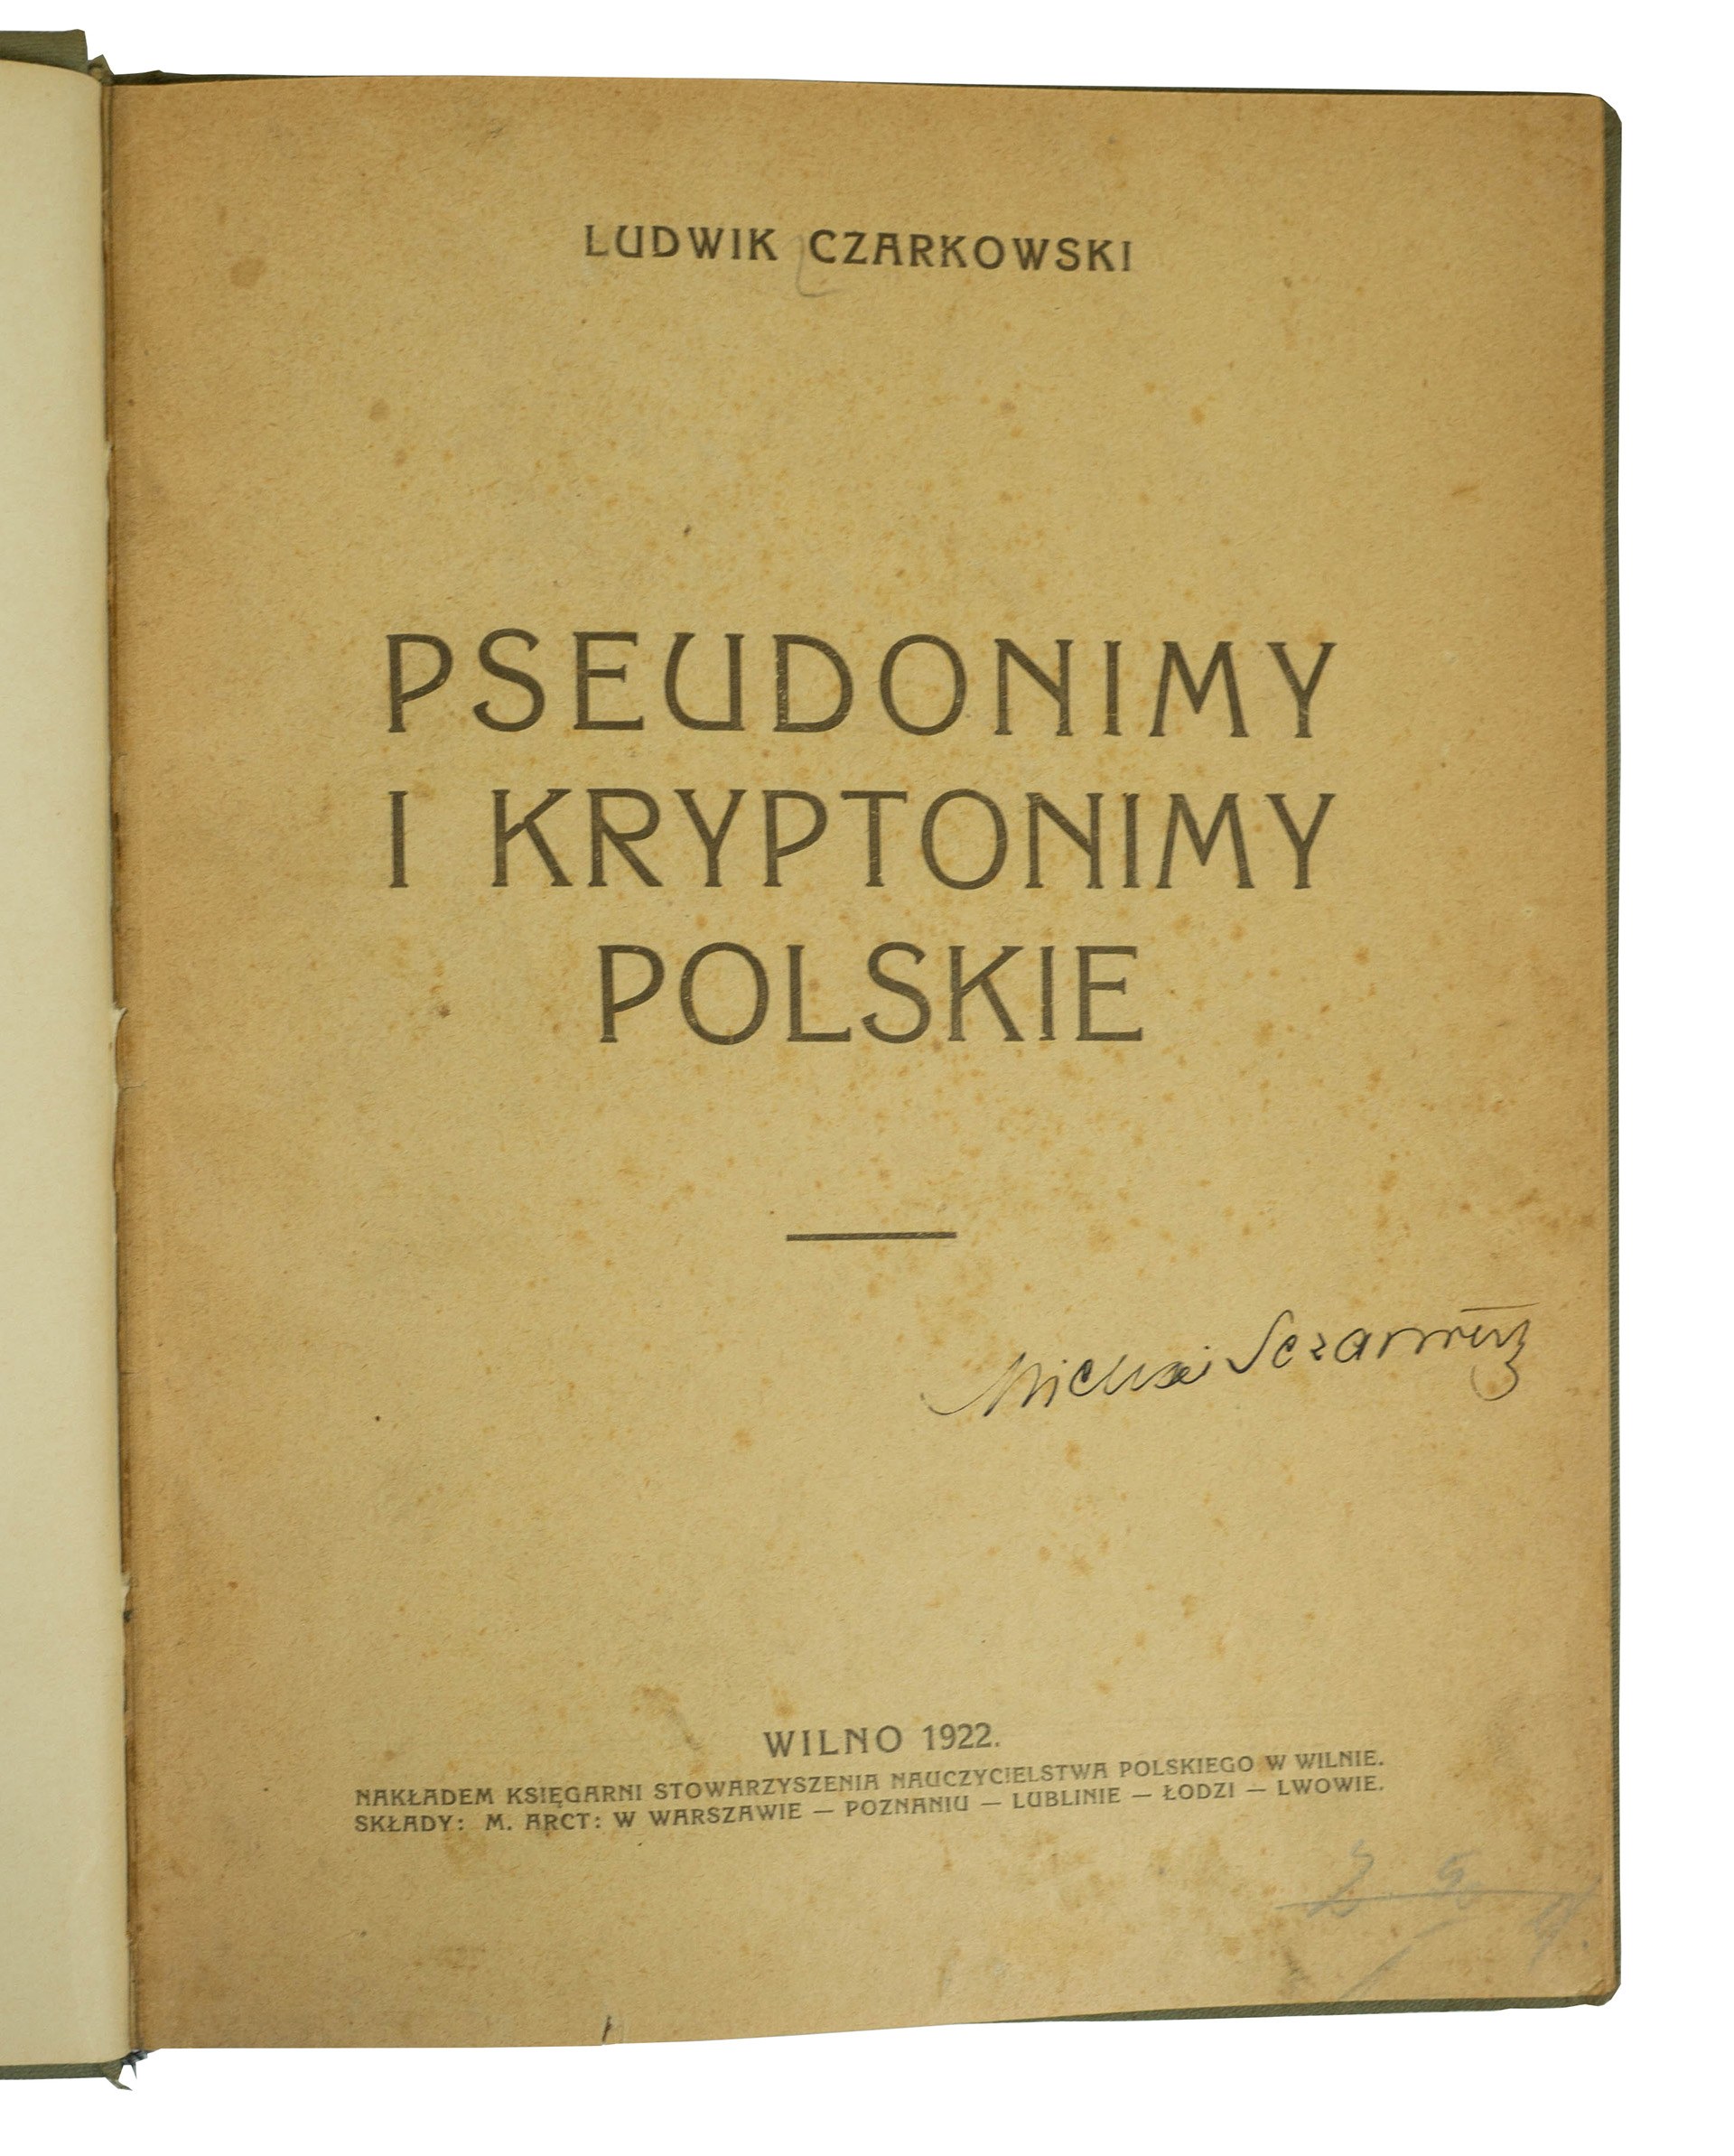 LUDWIK CZARKOWSKI
PSEUDONIMY
I KRYPTONIMY
POLSKIE
WILNO 1922.
NAKŁADEM KSIĘGARNI STOWARZYSZENIA NAUCZYCIELSTWA POLSKIEGO W WILNIE.
SKŁADY: M. ARCT: W WARSZAWIE — POZNANIU — LUBLINIE — ŁODZI — LWOWIE.